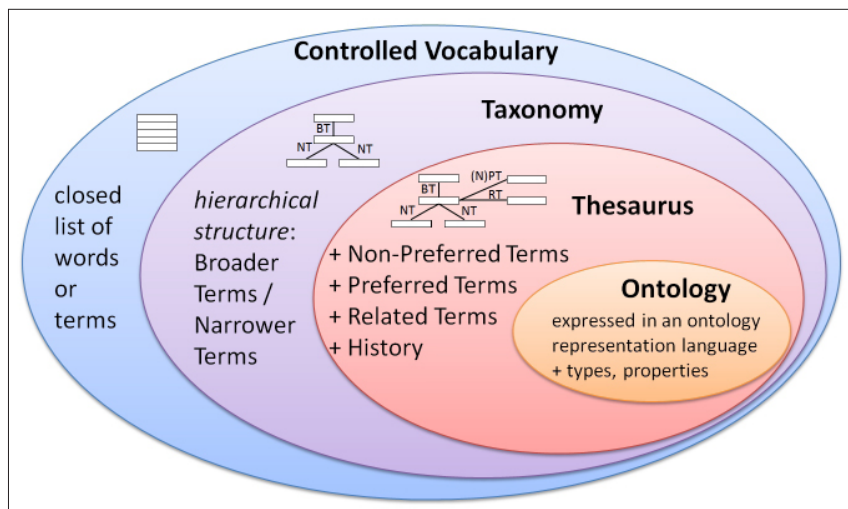 Controlled Vocabulary
Taxonomy
BT
NT NT
(N)PT
BT
RT
NT NT
closed
list of
words
or
terms
hierarchical
structure:
Broader
Terms /
Narrower
Terms
Thesaurus
+ Non-Preferred Terms
+ Preferred Terms
+ Related Terms
+ History
Ontology
expressed in an ontology
representation language
+ types, properties